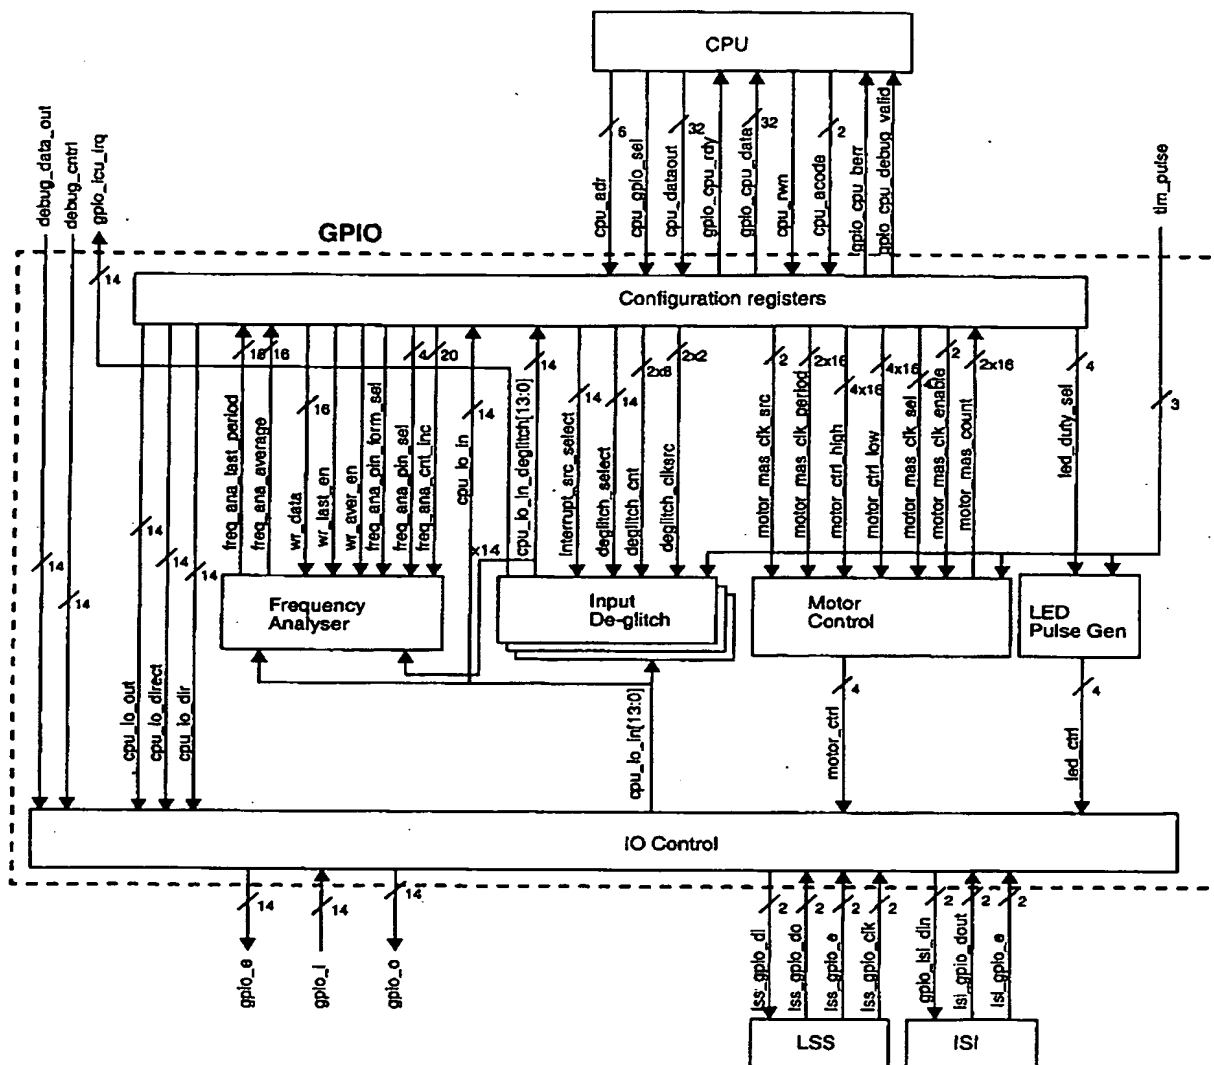 CPU
6
32
32
2
cpu_adr
cpu_gpio_sel
cpu_dataout
gpio_cpu_rdy
gpio_cpu_data
cpu_rwn
cpu_acode
gpio_cpu_berr
gpio_cpu_debug_valid
debug_data_out
debug_cntrl
gpio_icu_irq
tim_pulse
GPIO
14
Configuration registers
16
4
20
14
2x8
2x2
2
2x16
4x16
4x16
4
2
2x16
4
3
16
14
14
14
freq_ana_last_period
freq_ana_average
wr_data
wr_last_en
wr_aver_en
freq_ana_pin_form_sel
freq_ana_pin_sel
freq_ana_cnt_inc
cpu_io_in
cpu_io_in_deglitch[13:0]
interrupt_src_select
deglitch_select
deglitch_cnt
deglitch_clksrc
motor_mas_clk_src
motor_mas_clk_period
motor_ctrl_high
motor_ctrl_low
motor_mas_clk_sel
motor_mas_clk_enable
motor_mas_count
led_duty_sel
x14
14
14
14
14
14
Frequency
Analyser
Input
De-glitch
Motor
Control
LED
Pulse Gen
cpu_io_out
cpu_io_direct
cpu_io_dir
cpu_io_in[13:0]
4
4
motor_ctrl
led_ctrl
IO Control
14
14
14
2
2
2
2
2
2
2
gpio_e
gpio_i
gpio_o
lss_gpio_di
lss_gpio_do
lss_gpio_e
lss_gpio_clk
gpio_isi_din
isi_gpio_dout
isi_gpio_e
LSS
ISI